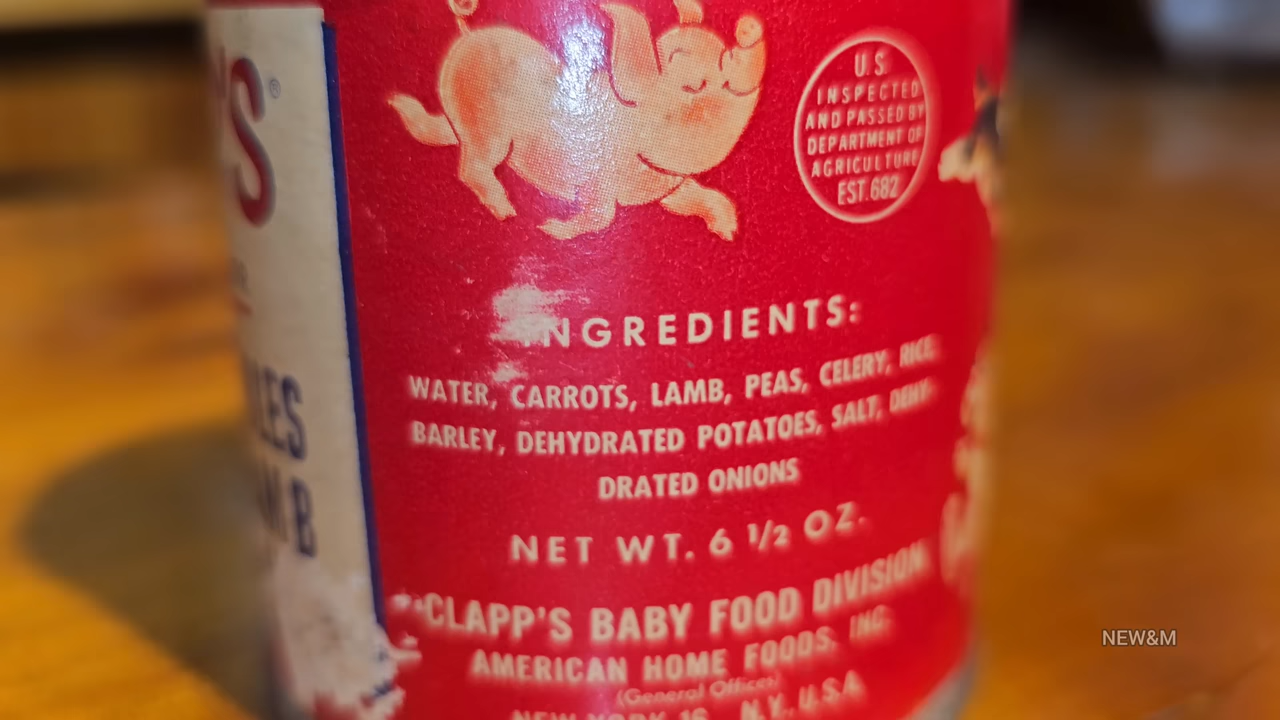 'S®
LES
MB
U.S.
INSPECTED
AND PASSED BY
DEPARTMENT OF
AGRICULTURE
EST. 682
INGREDIENTS:
WATER, CARROTS, LAMB, PEAS, CELERY, RICE,
BARLEY, DEHYDRATED POTATOES, SALT, DEHY-
DRATED ONIONS
NET WT. 6 1/2 OZ.
CLAPP'S BABY FOOD DIVISION
AMERICAN HOME FOODS, INC.
(General Offices)
NEW YORK 16, N.Y., U.S.A
NEW&M